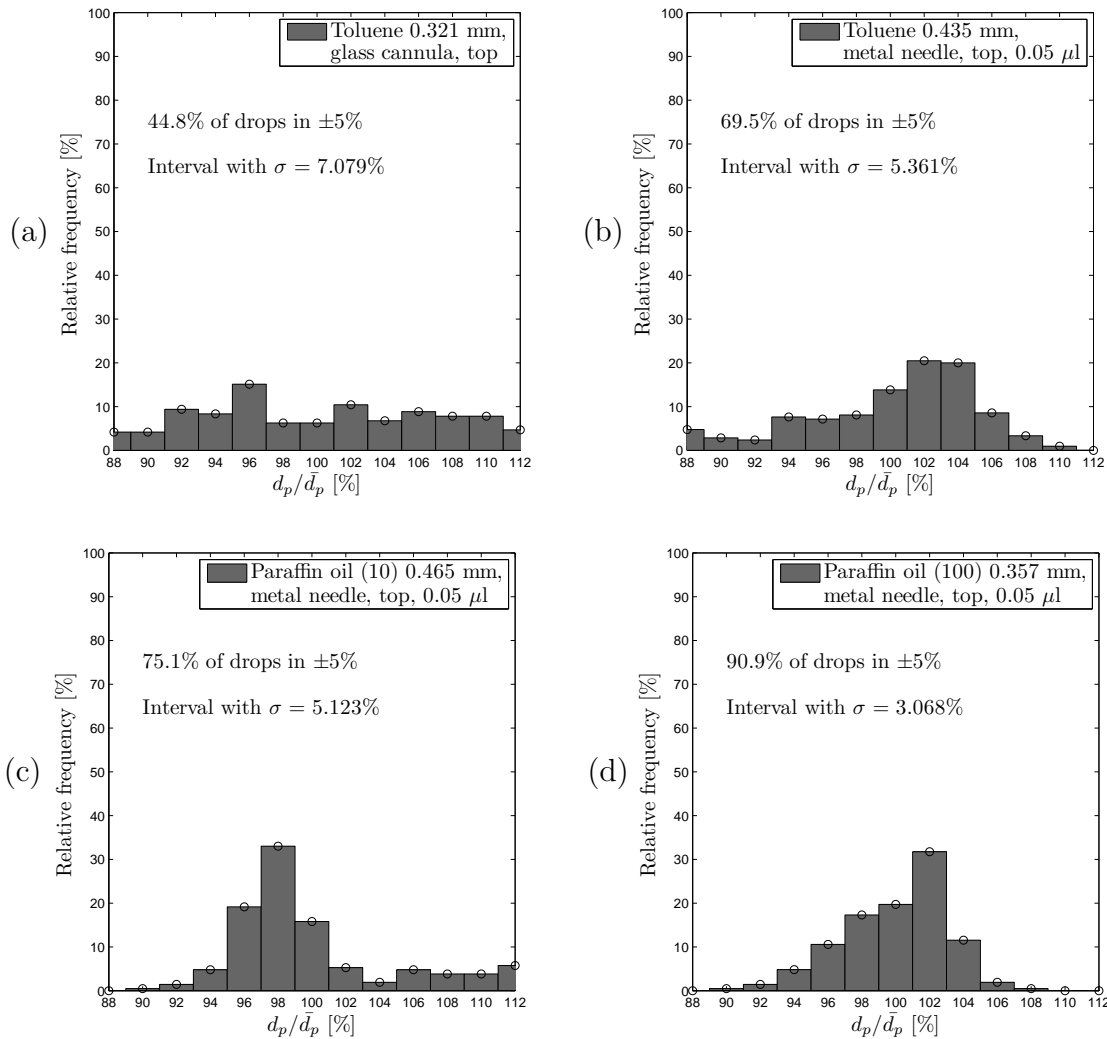 Toluene 0.321 mm,
glass cannula, top
44.8% of drops in ±5%
Interval with σ = 7.079%
(a)
Relative frequency [%]
100
90
80
70
60
50
40
30
20
10
0
88 90 92 94 96 98 100 102 104 106 108 110 112
d_p/d̄_p [%]
Toluene 0.435 mm,
metal needle, top, 0.05 μl
69.5% of drops in ±5%
Interval with σ = 5.361%
(b)
Relative frequency [%]
100
90
80
70
60
50
40
30
20
10
0
88 90 92 94 96 98 100 102 104 106 108 110 112
d_p/d̄_p [%]
Paraffin oil (10) 0.465 mm,
metal needle, top, 0.05 μl
75.1% of drops in ±5%
Interval with σ = 5.123%
(c)
Relative frequency [%]
100
90
80
70
60
50
40
30
20
10
0
88 90 92 94 96 98 100 102 104 106 108 110 112
d_p/d̄_p [%]
Paraffin oil (100) 0.357 mm,
metal needle, top, 0.05 μl
90.9% of drops in ±5%
Interval with σ = 3.068%
(d)
Relative frequency [%]
100
90
80
70
60
50
40
30
20
10
0
88 90 92 94 96 98 100 102 104 106 108 110 112
d_p/d̄_p [%]